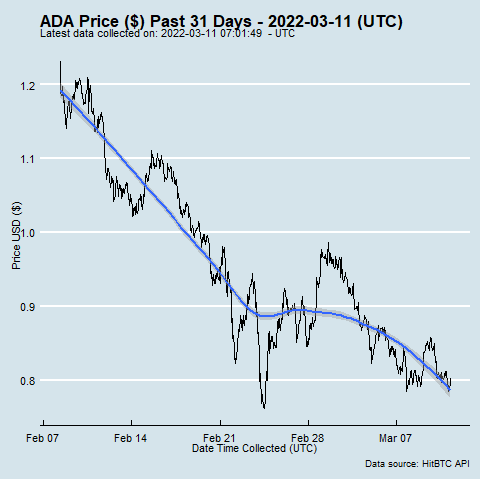 ADA Price ($) Past 31 Days - 2022-03-11 (UTC)
Latest data collected on: 2022-03-11 07:01:49 - UTC
1.2
1.1
1.0
0.9
0.8
Price USD ($)
Feb 07 Feb 14 Feb 21 Feb 28 Mar 07
Date Time Collected (UTC)
Data source: HitBTC API